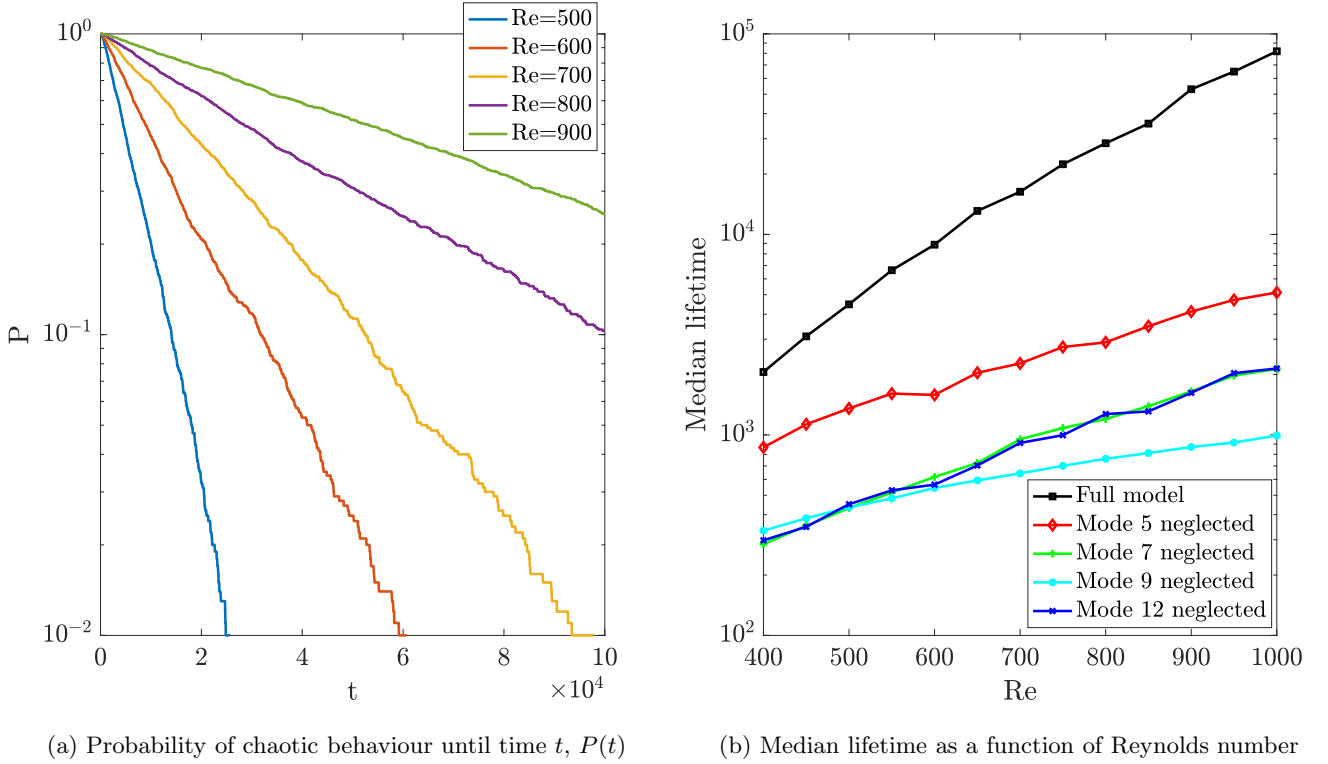 10^0
10^-1
10^-2
P
0
2
4
6
8
10
×10^4
t
Re=500
Re=600
Re=700
Re=800
Re=900
(a) Probability of chaotic behaviour until time t, P(t)
10^5
10^4
10^3
10^2
Median lifetime
400
500
600
700
800
900
1000
Re
Full model
Mode 5 neglected
Mode 7 neglected
Mode 9 neglected
Mode 12 neglected
(b) Median lifetime as a function of Reynolds number